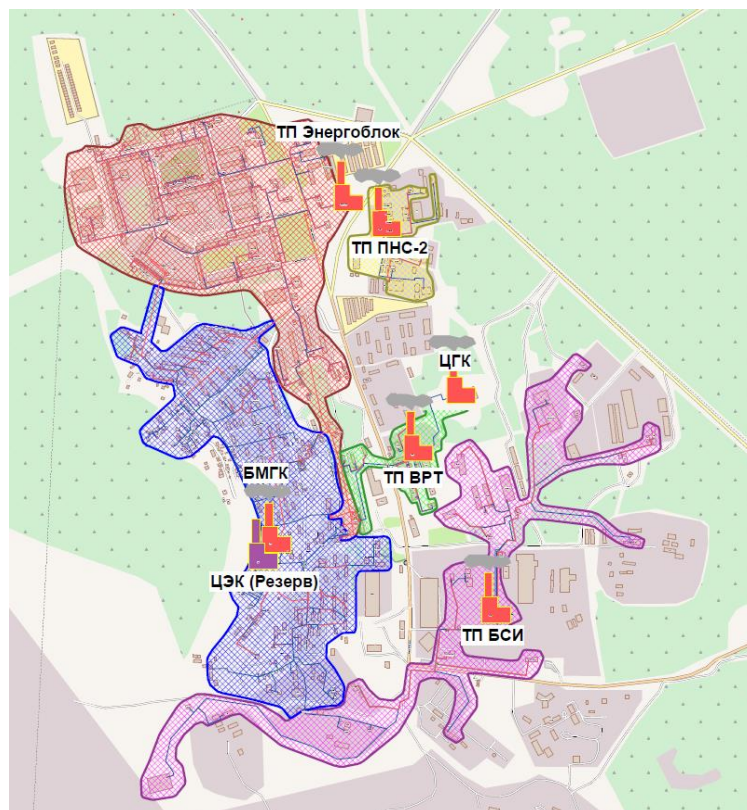 ТП Энергоблок
ТП ПНС-2
ЦГК
ТП ВРТ
БМГК
ЦЭК (Резерв)
ТП БСИ